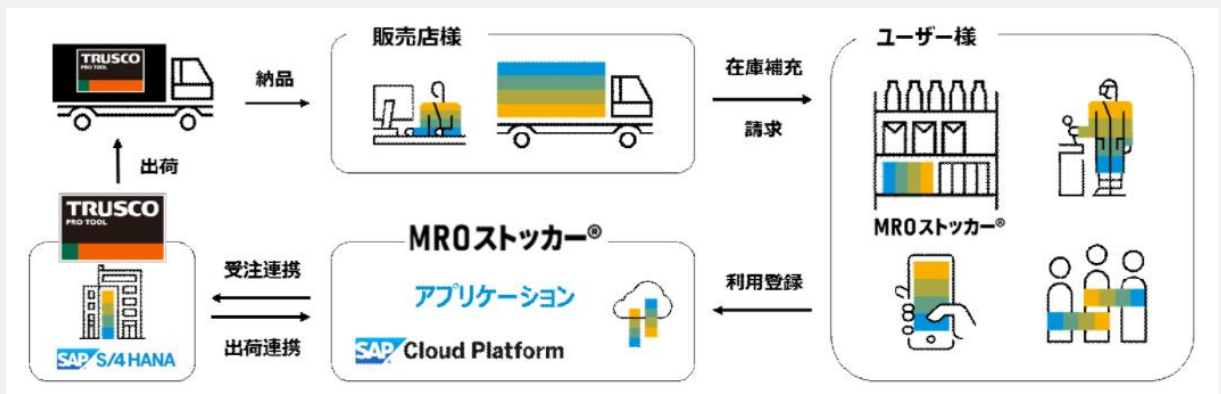 TRUSCO
PRO TOOL
納品
販売店様
在庫補充
請求
ユーザー様
MROストッカー®
出荷
TRUSCO
PRO TOOL
SAP S/4HANA
受注連携
出荷連携
MROストッカー®
アプリケーション
SAP Cloud Platform
利用登録